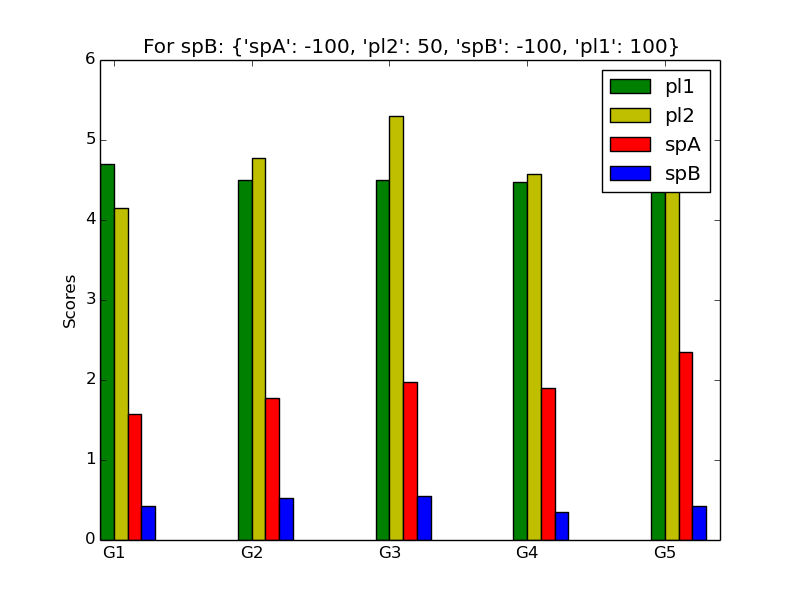 For spB: {'spA': -100, 'pl2': 50, 'spB': -100, 'pl1': 100}
6
5
4
3
2
1
0
Scores
pl1
pl2
spA
spB
G1 G2 G3 G4 G5